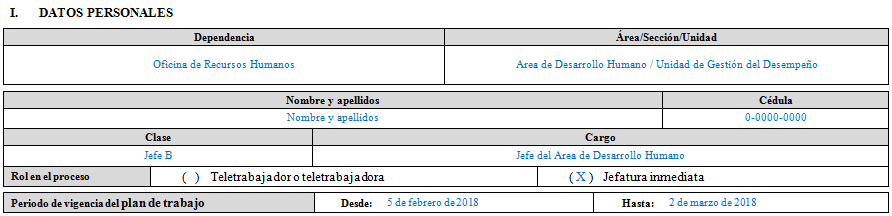 I. DATOS PERSONALES
Dependencia Área/Sección/Unidad
Oficina de Recursos Humanos Area de Desarrollo Humano / Unidad de Gestión del Desempeño
Nombre y apellidos Cédula
Nombre y apellidos 0-0000-0000
Clase Cargo
Jefe B Jefe del Area de Desarrollo Humano
Rol en el proceso ( ) Teletrabajador o teletrabajadora ( X ) Jefatura inmediata
Periodo de vigencia del plan de trabajo Desde: 5 de febrero de 2018 Hasta: 2 de marzo de 2018